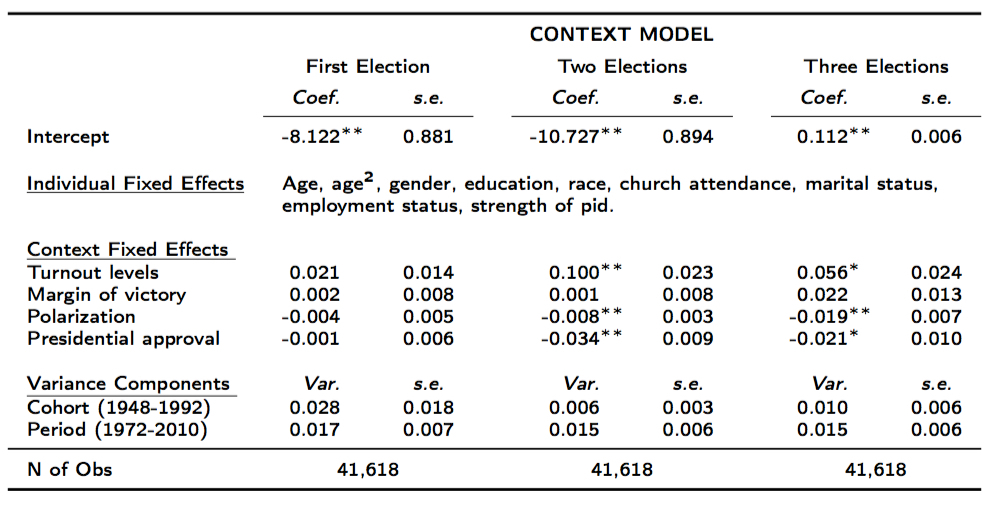 CONTEXT MODEL
First Election Two Elections Three Elections
Coef. s.e. Coef. s.e. Coef. s.e.
Intercept -8.122** 0.881 -10.727** 0.894 0.112** 0.006
Individual Fixed Effects Age, age², gender, education, race, church attendance, marital status,
employment status, strength of pid.
Context Fixed Effects
Turnout levels 0.021 0.014 0.100** 0.023 0.056* 0.024
Margin of victory 0.002 0.008 0.001 0.008 0.022 0.013
Polarization -0.004 0.005 -0.008** 0.003 -0.019** 0.007
Presidential approval -0.001 0.006 -0.034** 0.009 -0.021* 0.010
Variance Components Var. s.e. Var. s.e. Var. s.e.
Cohort (1948-1992) 0.028 0.018 0.006 0.003 0.010 0.006
Period (1972-2010) 0.017 0.007 0.015 0.006 0.015 0.006
N of Obs 41,618 41,618 41,618